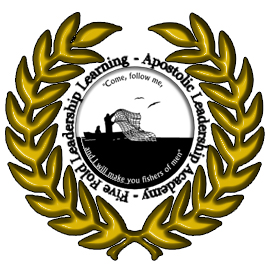 Five Fold Leadership Learning - Apostolic Leadership Academy -
"Come, follow me,
and I will make you fishers of men"